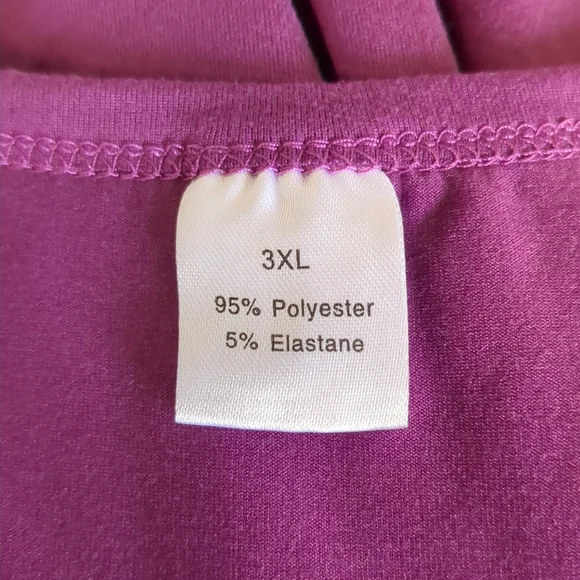 3XL
95% Polyester
5% Elastane